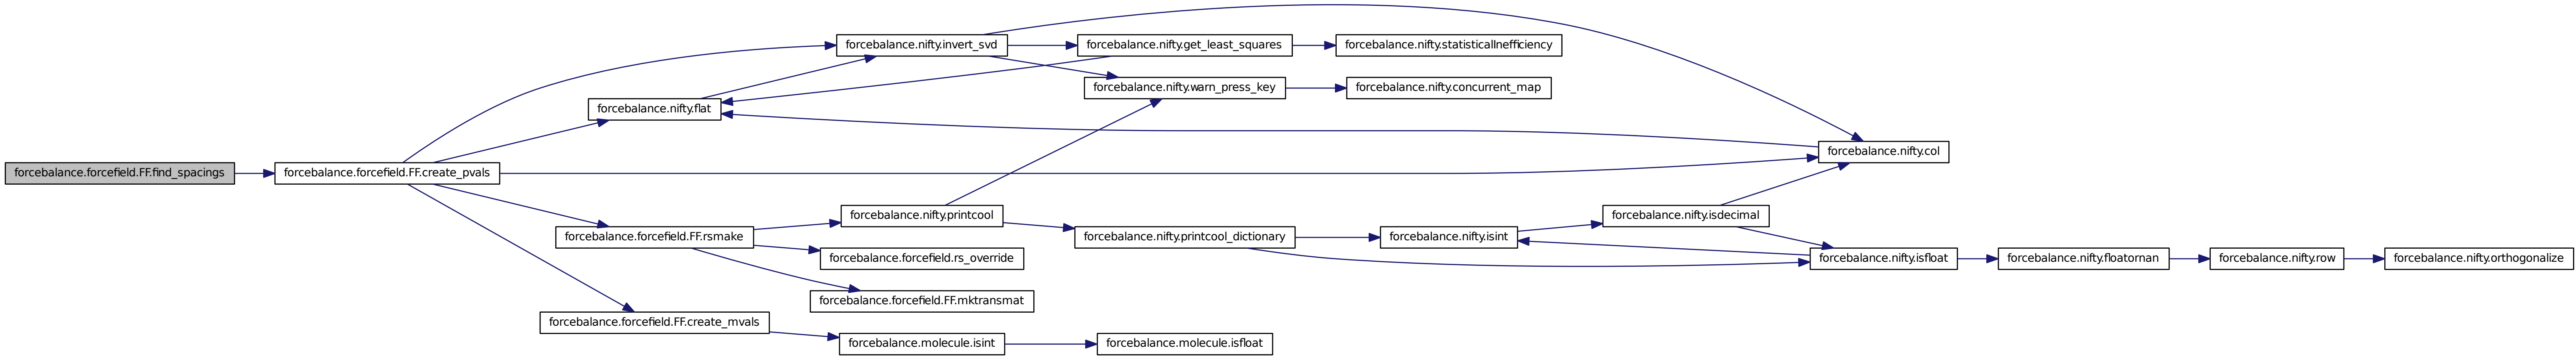 forcebalance.nifty.invert_svd
forcebalance.nifty.get_least_squares
forcebalance.nifty.statisticalInefficiency
forcebalance.nifty.warn_press_key
forcebalance.nifty.concurrent_map
forcebalance.nifty.flat
forcebalance.nifty.col
forcebalance.forcefield.FF.find_spacings
forcebalance.forcefield.FF.create_pvals
forcebalance.nifty.printcool
forcebalance.nifty.isdecimal
forcebalance.forcefield.FF.rsmake
forcebalance.nifty.printcool_dictionary
forcebalance.nifty.isint
forcebalance.forcefield.rs_override
forcebalance.nifty.isfloat
forcebalance.nifty.floatornan
forcebalance.nifty.row
forcebalance.nifty.orthogonalize
forcebalance.forcefield.FF.mktransmat
forcebalance.forcefield.FF.create_mvals
forcebalance.molecule.isint
forcebalance.molecule.isfloat